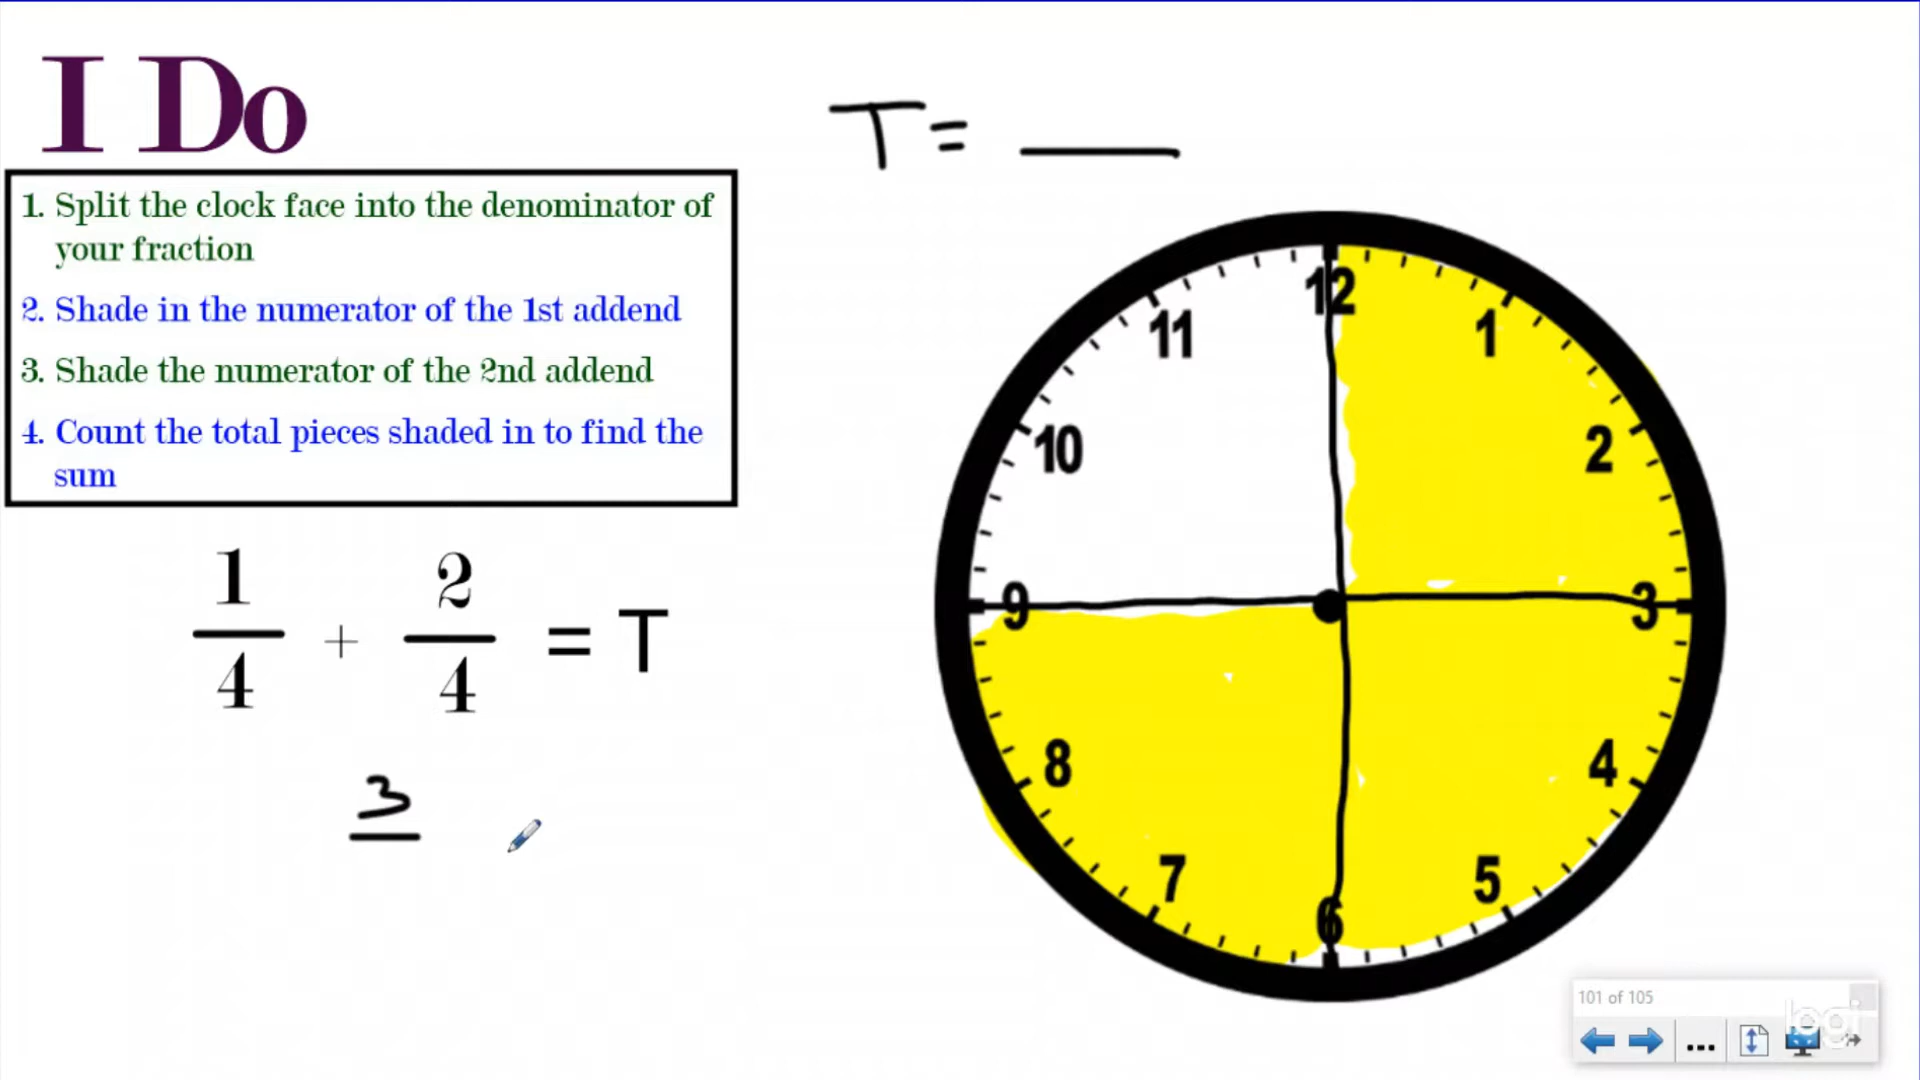 I Do
T= ___
1. Split the clock face into the denominator of
your fraction
2. Shade in the numerator of the 1st addend
3. Shade the numerator of the 2nd addend
4. Count the total pieces shaded in to find the
sum
1/4 + 2/4 = T
3
12
11
1
10
2
9
3
8
4
7
5
6
101 of 105
logi